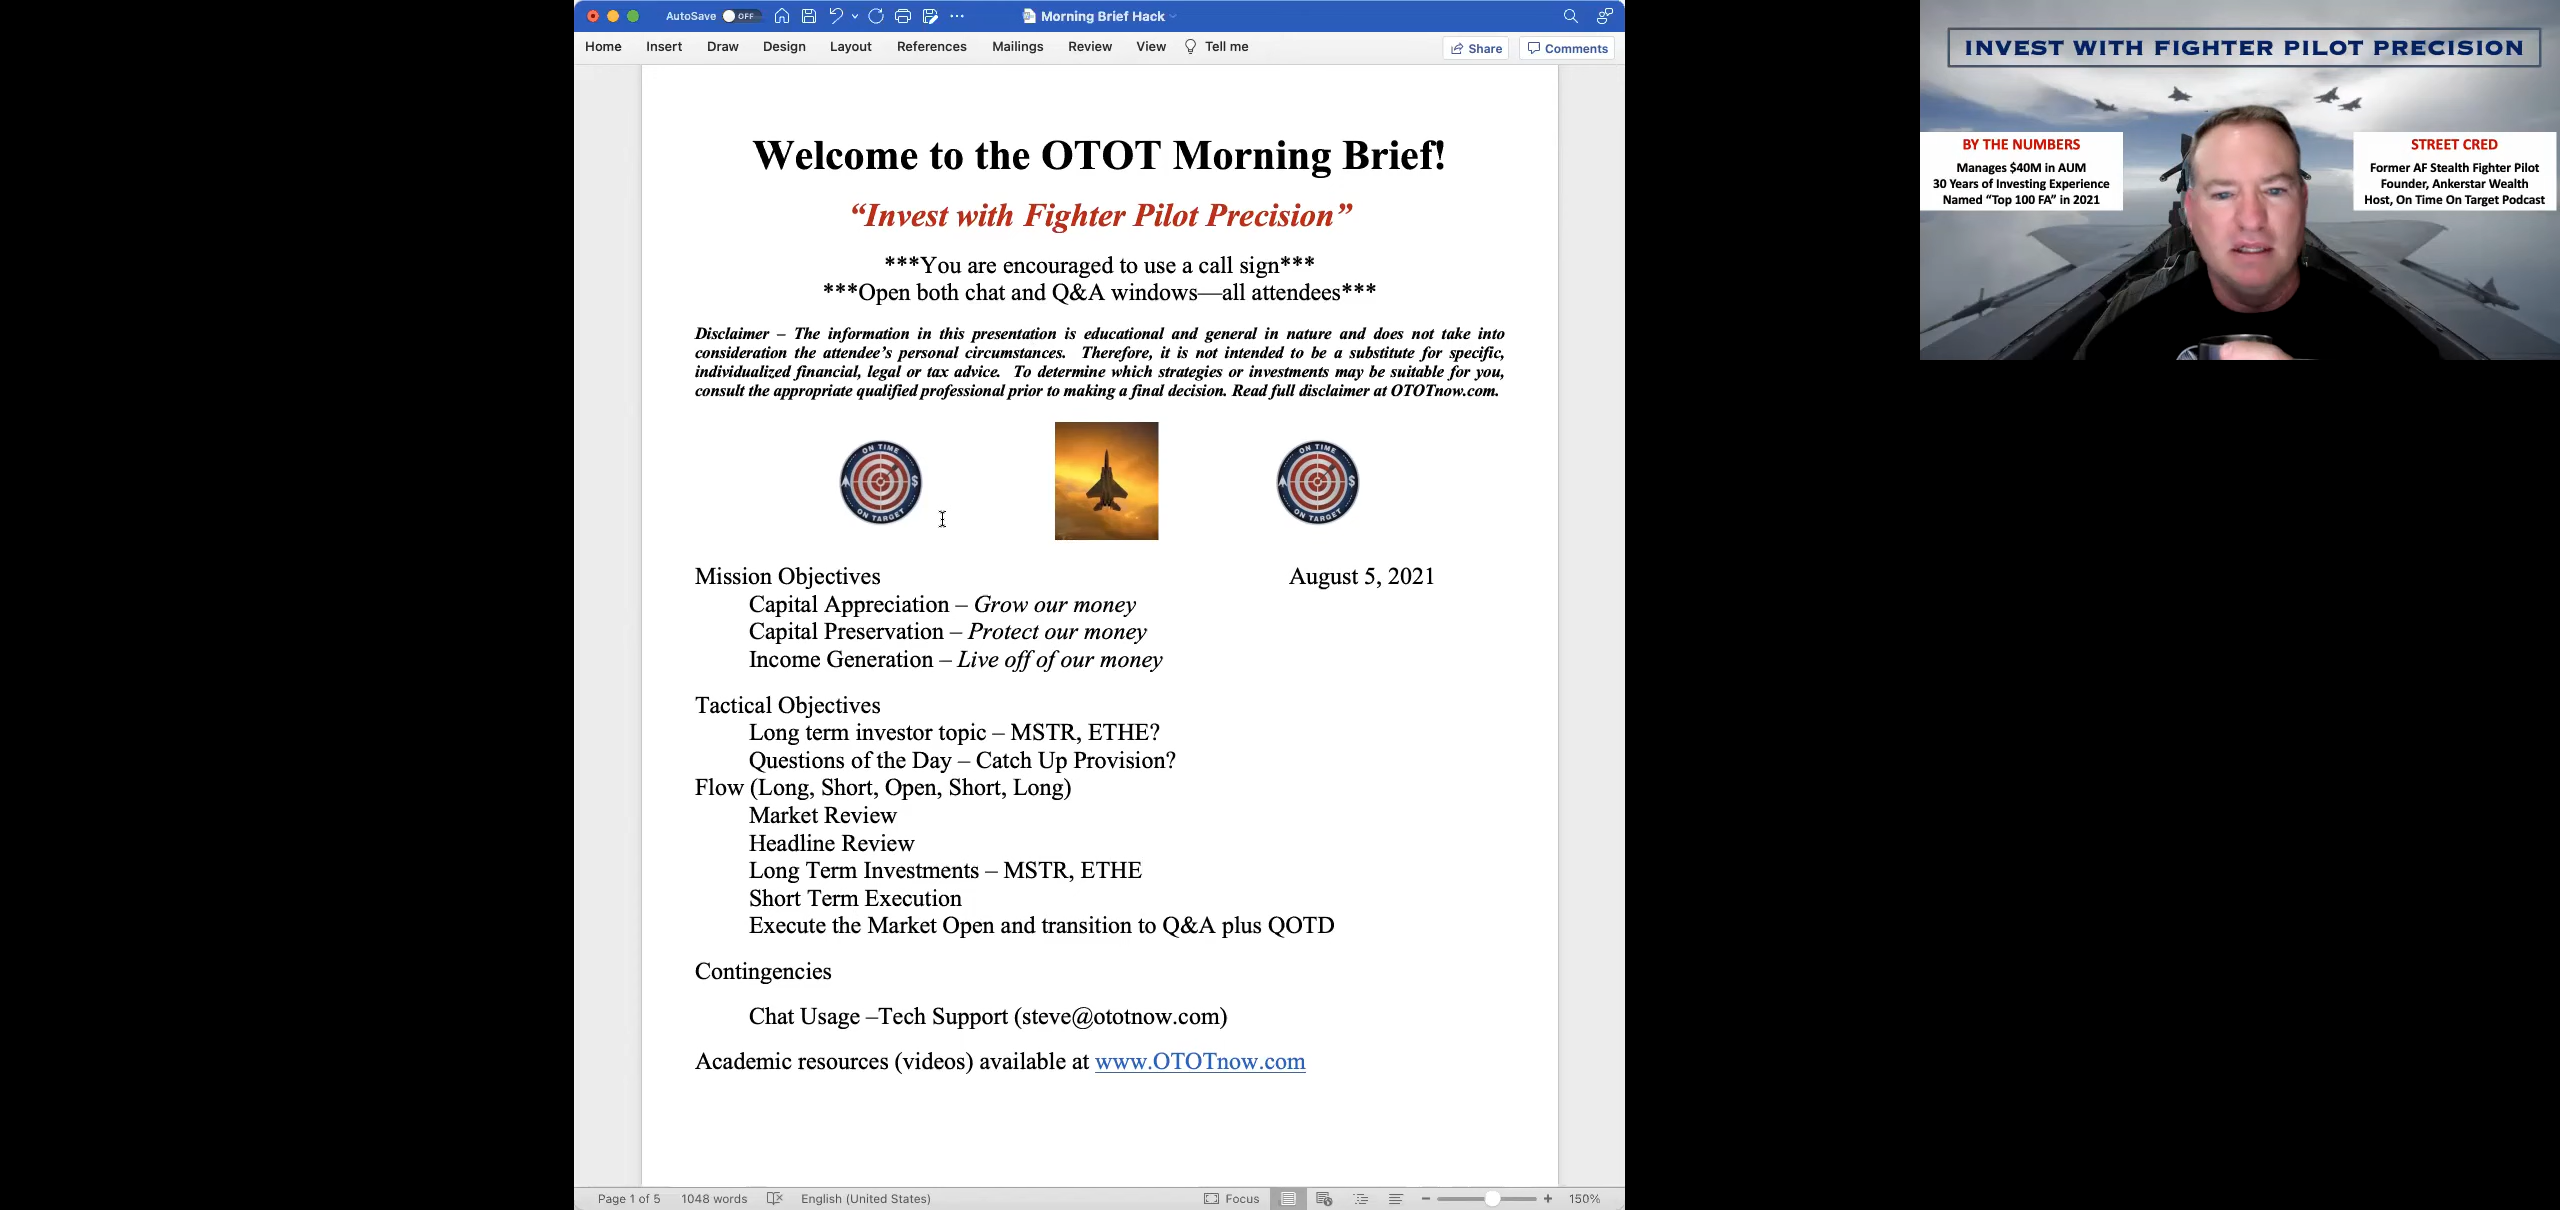 AutoSave OFF
Morning Brief Hack
Home Insert Draw Design Layout References Mailings Review View Tell me
Share Comments
Welcome to the OTOT Morning Brief!
“Invest with Fighter Pilot Precision”
***You are encouraged to use a call sign***
***Open both chat and Q&A windows—all attendees***
Disclaimer – The information in this presentation is educational and general in nature and does not take into
consideration the attendee’s personal circumstances. Therefore, it is not intended to be a substitute for specific,
individualized financial, legal or tax advice. To determine which strategies or investments may be suitable for you,
consult the appropriate qualified professional prior to making a final decision. Read full disclaimer at OTOTnow.com.
ON TIME
$
ON TARGET
ON TIME
$
ON TARGET
Mission Objectives August 5, 2021
Capital Appreciation – Grow our money
Capital Preservation – Protect our money
Income Generation – Live off of our money
Tactical Objectives
Long term investor topic – MSTR, ETHE?
Questions of the Day – Catch Up Provision?
Flow (Long, Short, Open, Short, Long)
Market Review
Headline Review
Long Term Investments – MSTR, ETHE
Short Term Execution
Execute the Market Open and transition to Q&A plus QOTD
Contingencies
Chat Usage –Tech Support (steve@ototnow.com)
Academic resources (videos) available at www.OTOTnow.com
Page 1 of 5 1048 words English (United States) Focus 150%
INVEST WITH FIGHTER PILOT PRECISION
BY THE NUMBERS
Manages $40M in AUM
30 Years of Investing Experience
Named “Top 100 FA” in 2021
STREET CRED
Former AF Stealth Fighter Pilot
Founder, Ankerstar Wealth
Host, On Time On Target Podcast